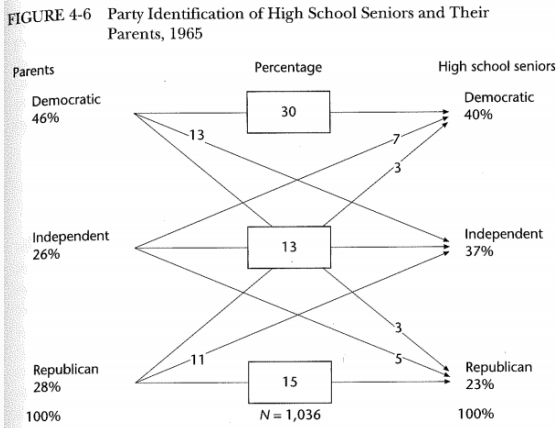 FIGURE 4-6 Party Identification of High School Seniors and Their
Parents, 1965
Parents Percentage High school seniors
Democratic 30 Democratic
46% 40%
13 7
3
Independent 13 Independent
26% 37%
3
11 5
Republican 15 Republican
28% 23%
100% N = 1,036 100%